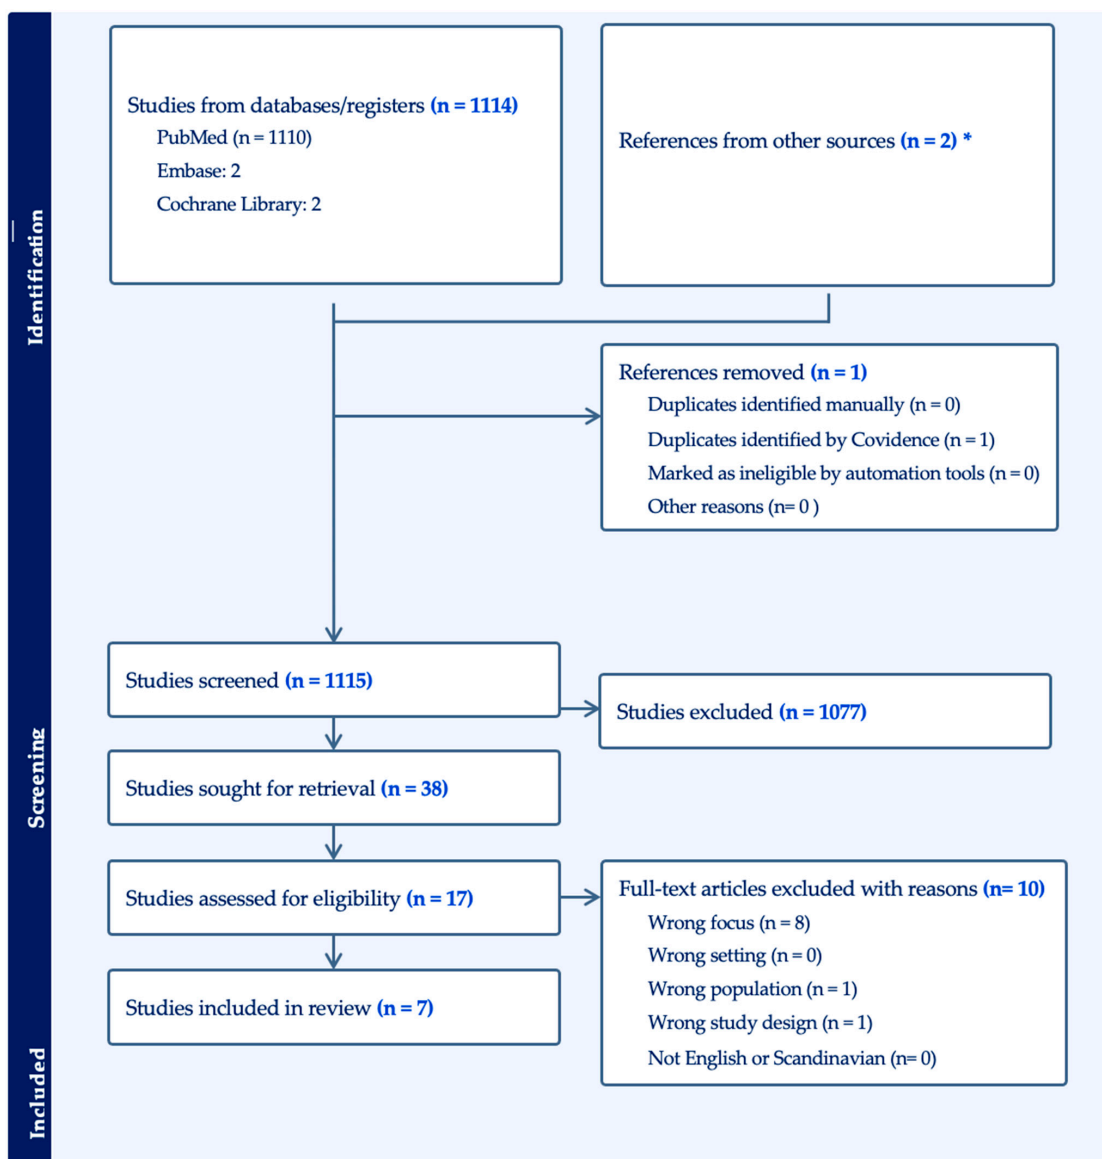 Identification
Studies from databases/registers (n = 1114)
PubMed (n = 1110)
Embase: 2
Cochrane Library: 2
References from other sources (n = 2) *
References removed (n = 1)
Duplicates identified manually (n = 0)
Duplicates identified by Covidence (n = 1)
Marked as ineligible by automation tools (n = 0)
Other reasons (n= 0 )
Screening
Studies screened (n = 1115)
Studies excluded (n = 1077)
Studies sought for retrieval (n = 38)
Studies assessed for eligibility (n = 17)
Full-text articles excluded with reasons (n= 10)
Wrong focus (n = 8)
Wrong setting (n = 0)
Wrong population (n = 1)
Wrong study design (n = 1)
Not English or Scandinavian (n= 0)
Included
Studies included in review (n = 7)